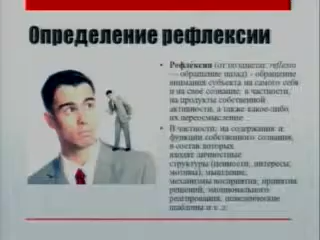 Определение рефлексии
• Рефлексия (от позднелат. reflexio
— обращение назад) - обращение
внимания субъекта на самого себя
и на своё сознание, в частности,
на продукты собственной
активности, а также какое-либо
их переосмысление.
• В частности, на содержания и
функции собственного сознания,
в состав которых
входят личностные
структуры (ценности, интересы,
мотивы), мышление,
механизмы восприятия, принятия
решений, эмоционального
реагирования, поведенческие
шаблоны и т.д.